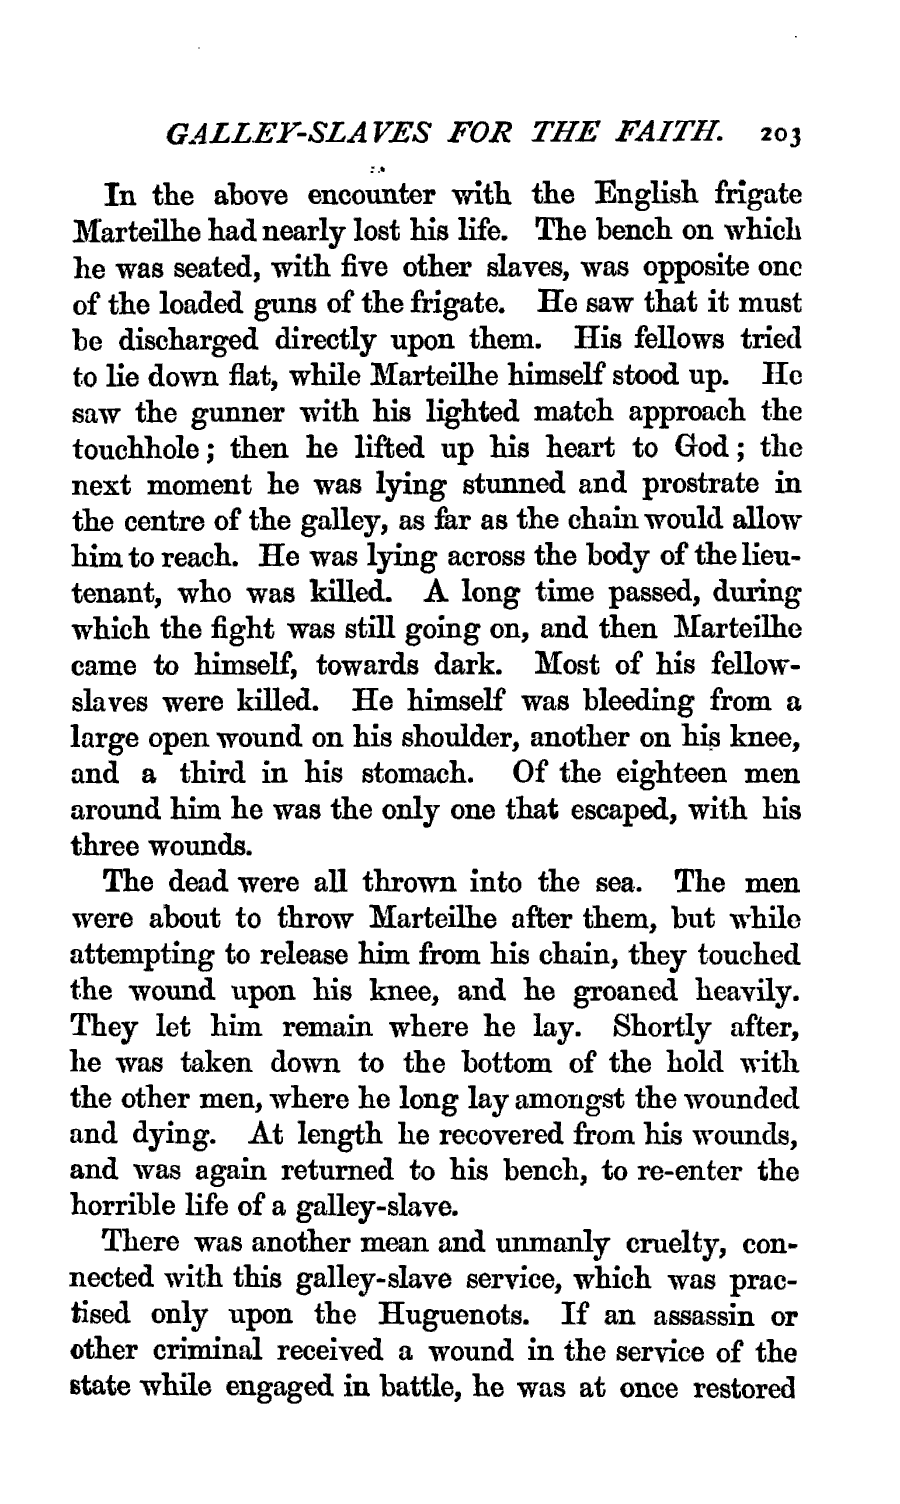 GALLEY-SLAVES FOR THE FAITH. 203
In the above encounter with the English frigate
Marteilhe had nearly lost his life. The bench on which
he was seated, with five other slaves, was opposite one
of the loaded guns of the frigate. He saw that it must
be discharged directly upon them. His fellows tried
to lie down flat, while Marteilhe himself stood up. He
saw the gunner with his lighted match approach the
touchhole; then he lifted up his heart to God; the
next moment he was lying stunned and prostrate in
the centre of the galley, as far as the chain would allow
him to reach. He was lying across the body of the lieu-
tenant, who was killed. A long time passed, during
which the fight was still going on, and then Marteilhe
came to himself, towards dark. Most of his fellow-
slaves were killed. He himself was bleeding from a
large open wound on his shoulder, another on his knee,
and a third in his stomach. Of the eighteen men
around him he was the only one that escaped, with his
three wounds.
The dead were all thrown into the sea. The men
were about to throw Marteilhe after them, but while
attempting to release him from his chain, they touched
the wound upon his knee, and he groaned heavily.
They let him remain where he lay. Shortly after,
he was taken down to the bottom of the hold with
the other men, where he long lay amongst the wounded
and dying. At length he recovered from his wounds,
and was again returned to his bench, to re-enter the
horrible life of a galley-slave.
There was another mean and unmanly cruelty, con-
nected with this galley-slave service, which was prac-
tised only upon the Huguenots. If an assassin or
other criminal received a wound in the service of the
state while engaged in battle, he was at once restored